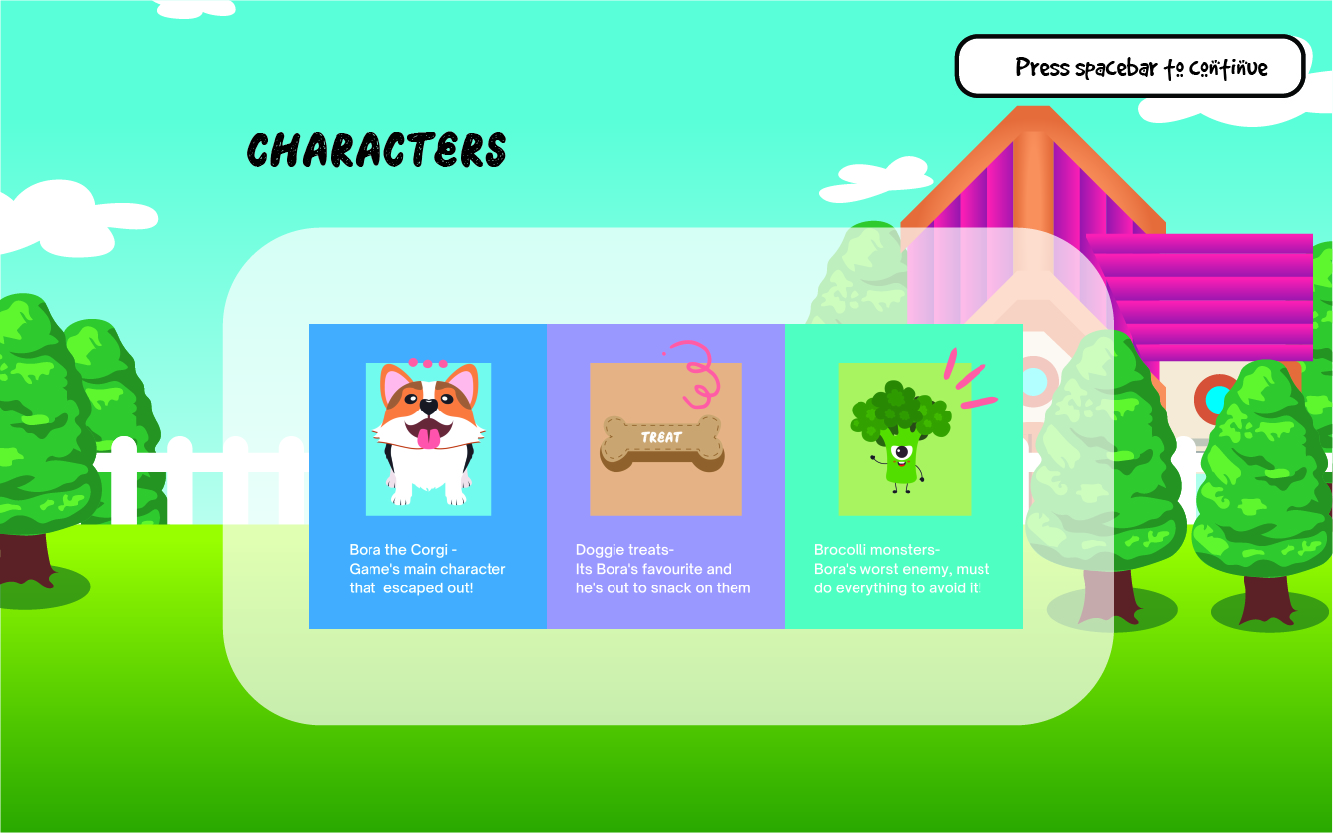 Press spacebar to continue
CHARACTERS
TREAT
Bora the Corgi -
Game's main character
that escaped out!
Doggie treats-
Its Bora's favourite and
he's out to snack on them
Brocolli monsters-
Bora's worst enemy, must
do everything to avoid it!